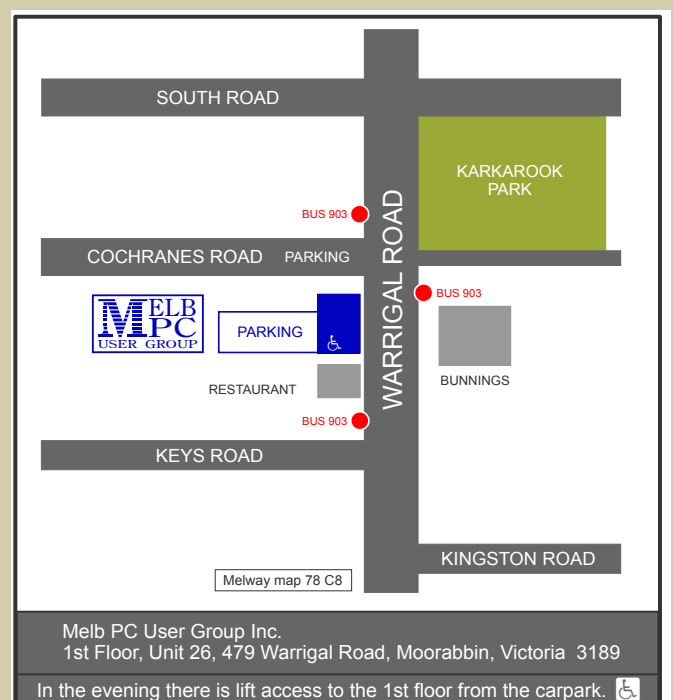 SOUTH ROAD
KARKAROOK
PARK
BUS 903
WARRIGAL ROAD
COCHRANES ROAD
PARKING
BUS 903
MELB
PC
USER GROUP
PARKING
BUNNINGS
RESTAURANT
BUS 903
KEYS ROAD
KINGSTON ROAD
Melway map 78 C8
Melb PC User Group Inc.
1st Floor, Unit 26, 479 Warrigal Road, Moorabbin, Victoria 3189
In the evening there is lift access to the 1st floor from the carpark.